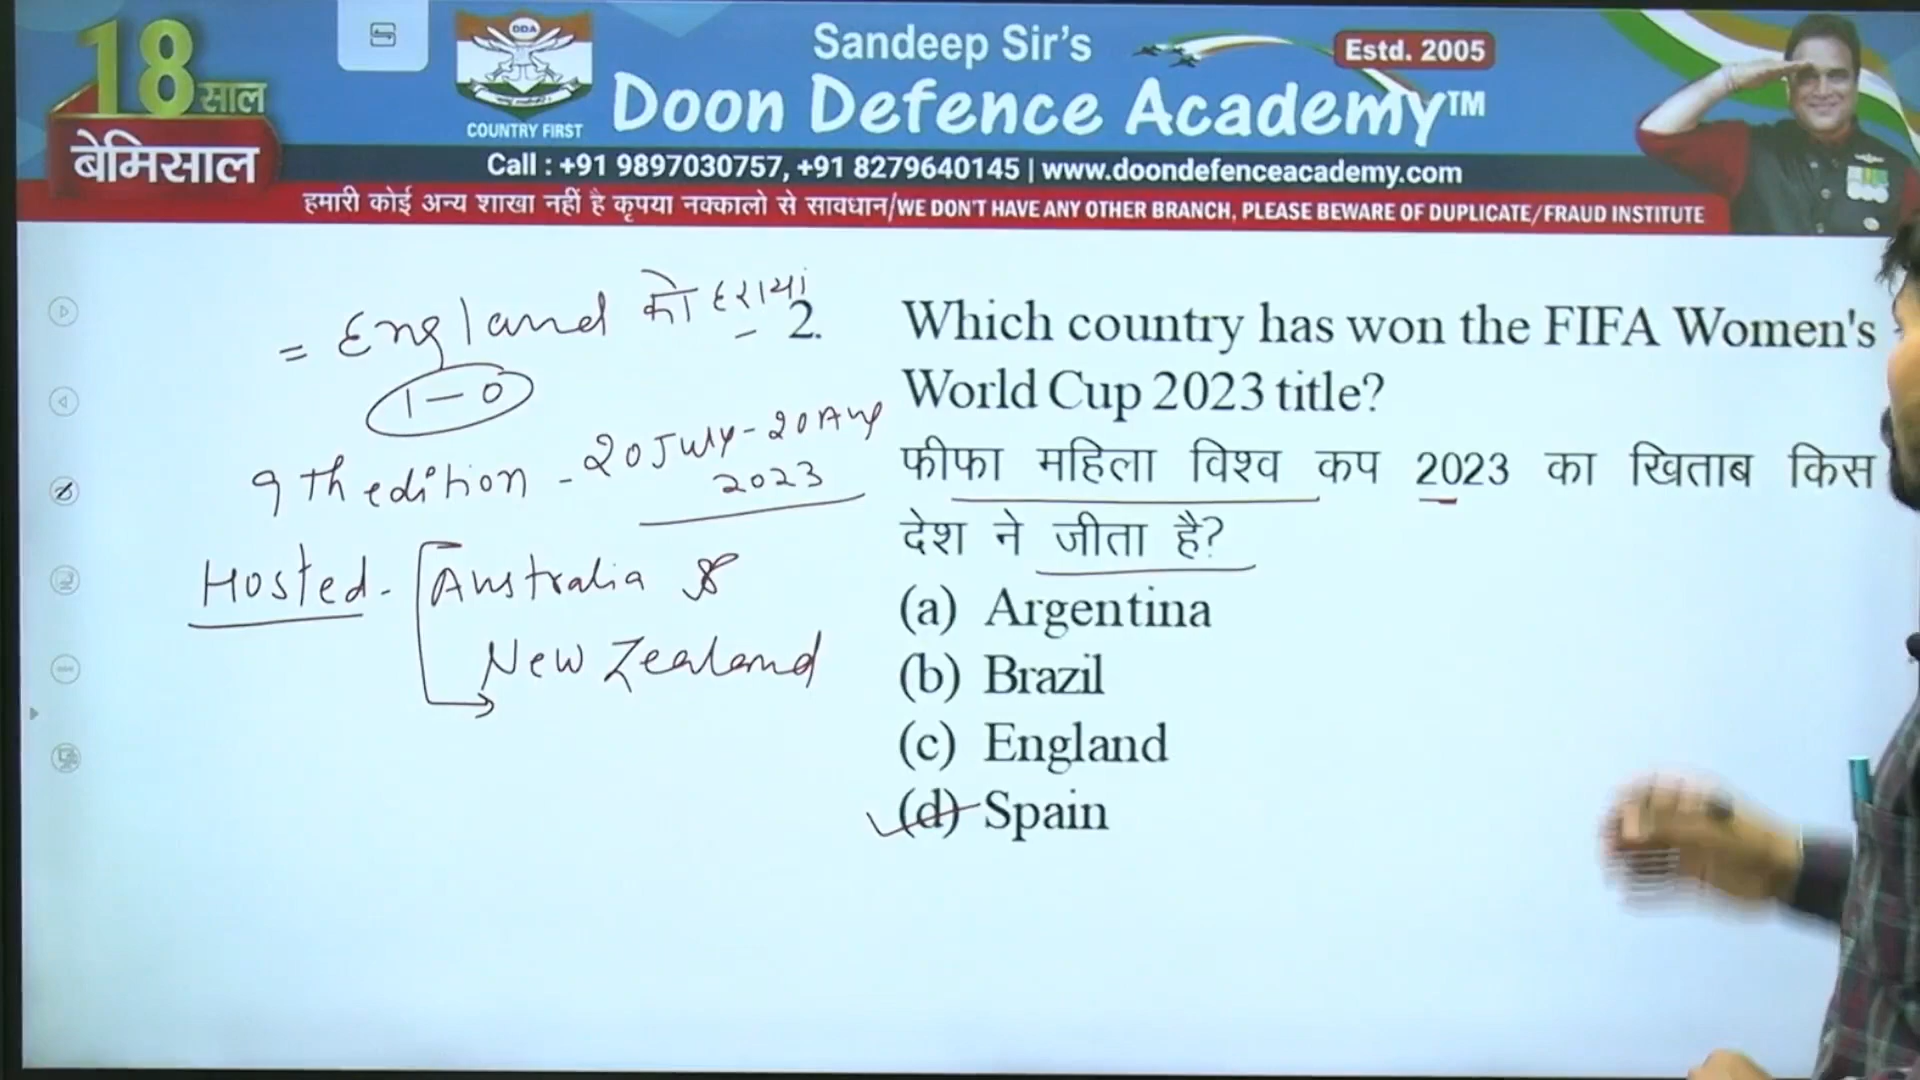 18 साल
बेमिसाल
DDA
COUNTRY FIRST
Sandeep Sir's
Estd. 2005
Doon Defence Academy™
Call : +91 9897030757, +91 8279640145 | www.doondefenceacademy.com
हमारी कोई अन्य शाखा नहीं है कृपया नक्कालो से सावधान/WE DON'T HAVE ANY OTHER BRANCH, PLEASE BEWARE OF DUPLICATE/FRAUD INSTITUTE
= England को हराया
1-0
9th edition - 20 July - 20 Aug
2023
Hosted - Australia &
New Zealand
2. Which country has won the FIFA Women's
World Cup 2023 title?
फीफा महिला विश्व कप 2023 का खिताब किस
देश ने जीता है?
(a) Argentina
(b) Brazil
(c) England
(d) Spain